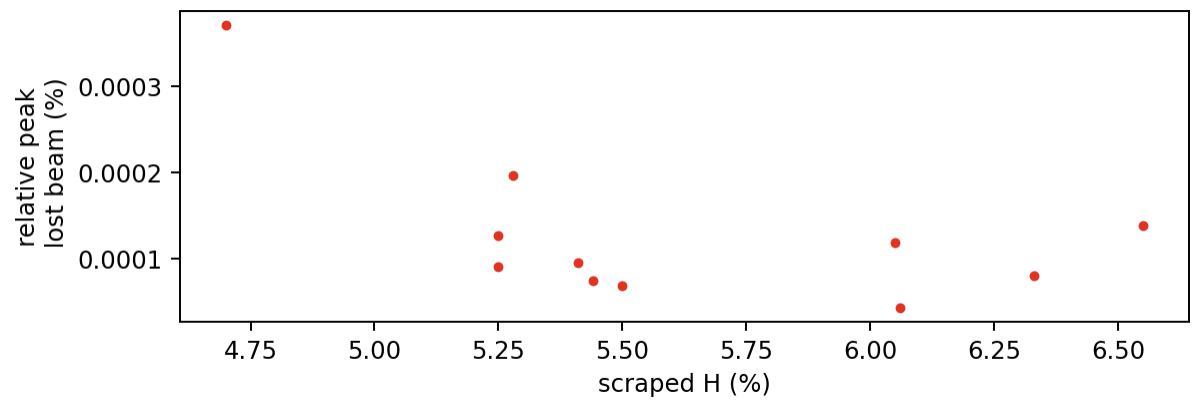 relative peak
lost beam (%)
0.0003
0.0002
0.0001
4.75 5.00 5.25 5.50 5.75 6.00 6.25 6.50
scraped H (%)